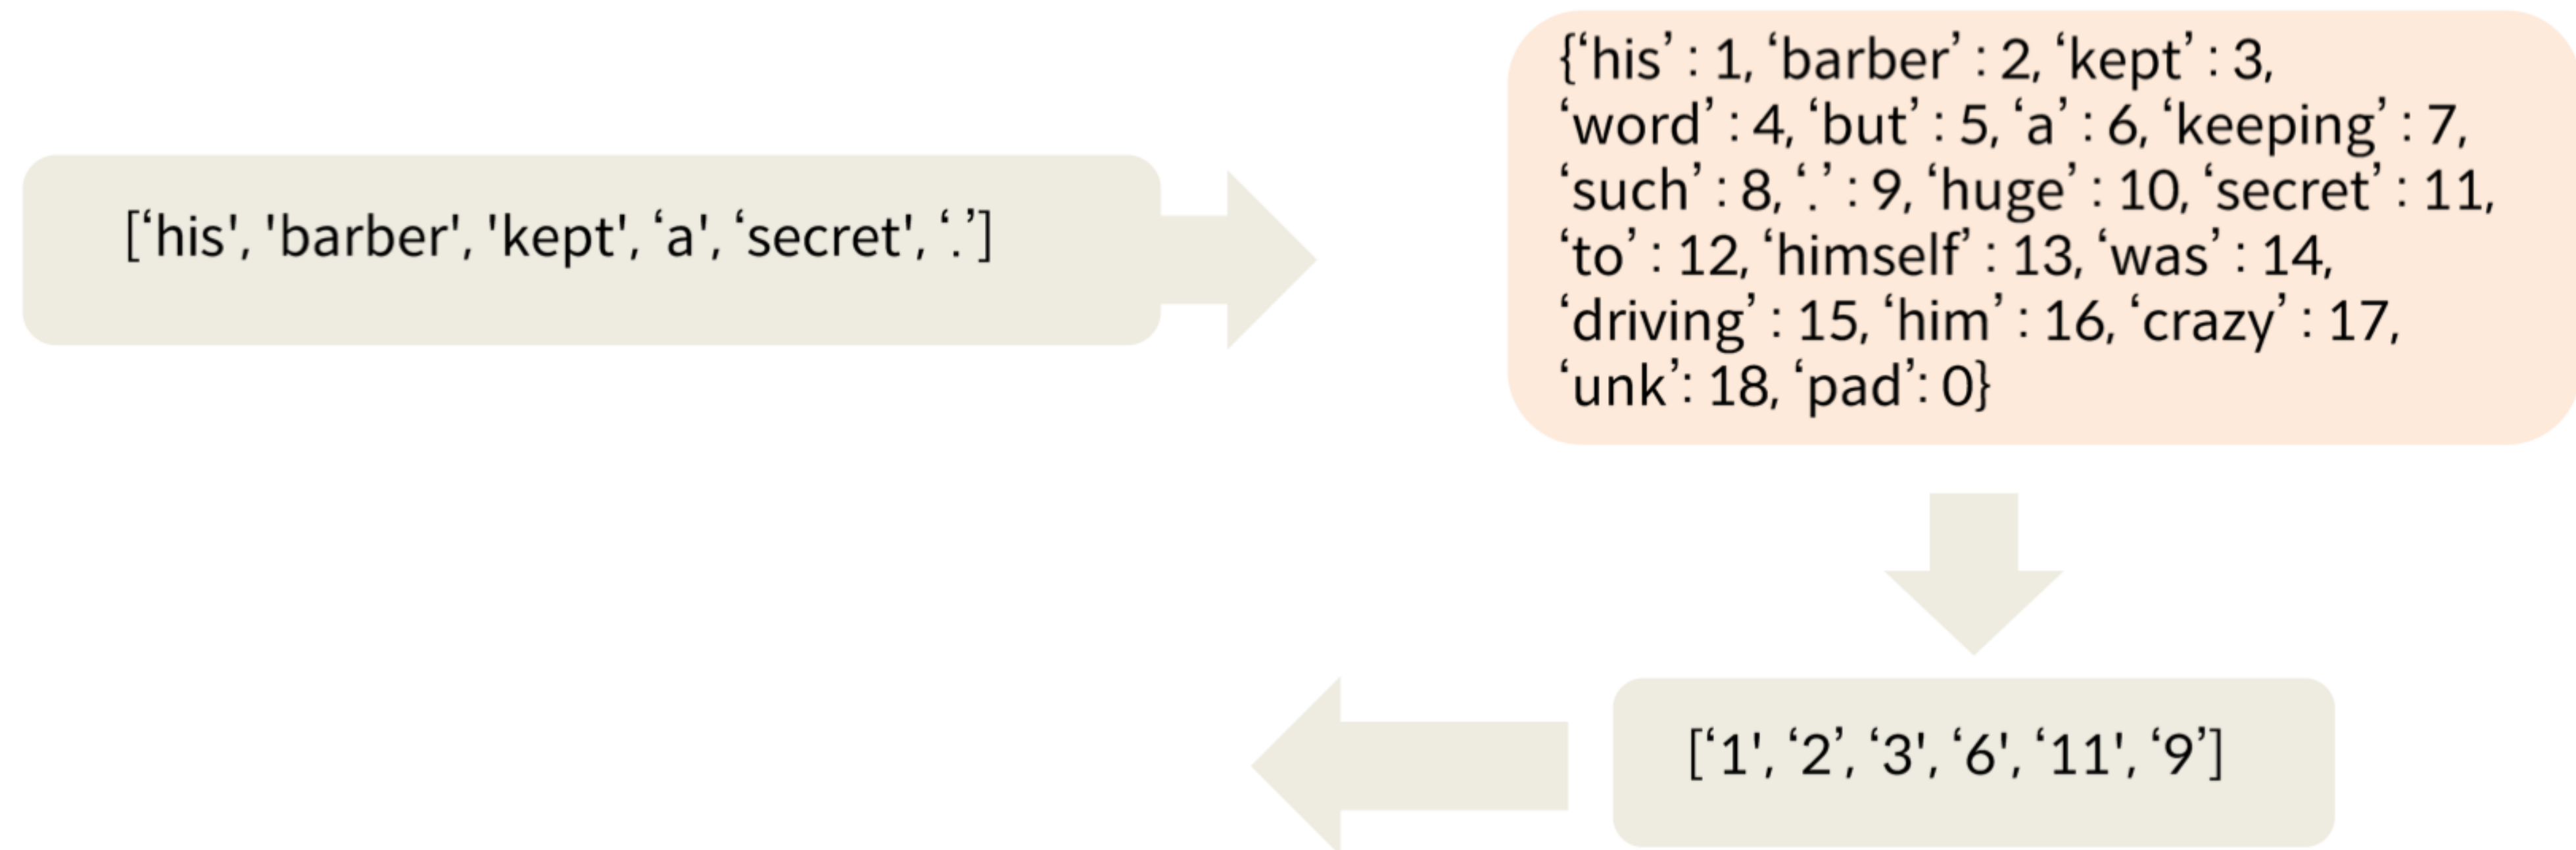 [‘his', 'barber', 'kept', ‘a', ‘secret', ‘.’]
{‘his’ : 1, ‘barber’ : 2, ‘kept’ : 3,
‘word’ : 4, ‘but’ : 5, ‘a’ : 6, ‘keeping’ : 7,
‘such’ : 8, ‘.’ : 9, ‘huge’ : 10, ‘secret’ : 11,
‘to’ : 12, ‘himself’ : 13, ‘was’ : 14,
‘driving’ : 15, ‘him’ : 16, ‘crazy’ : 17,
‘unk’: 18, ‘pad’: 0}
[‘1', ‘2’, ‘3', ‘6', ‘11', ‘9’]